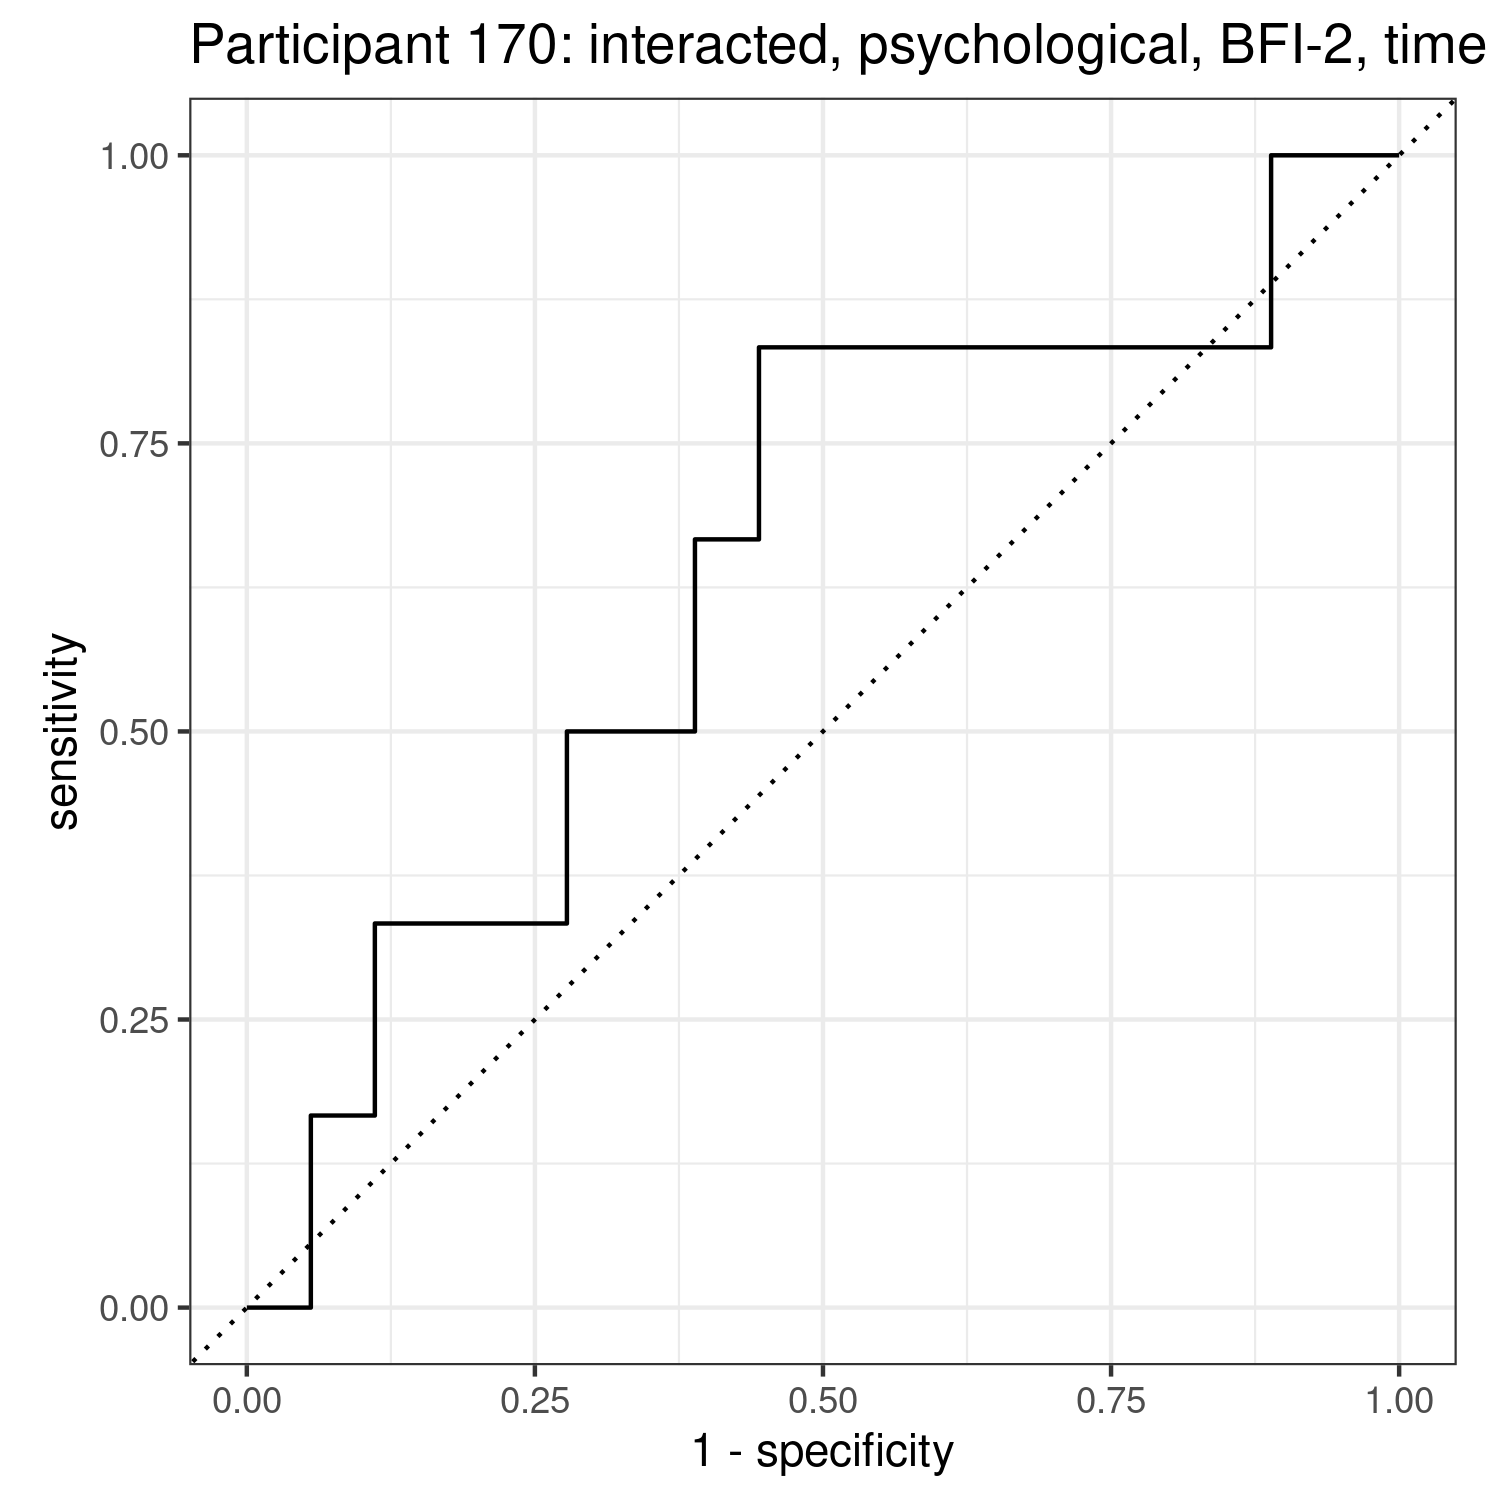 Participant 170: interacted, psychological, BFI-2, time
1.00
0.75
0.50
0.25
0.00
sensitivity
0.00 0.25 0.50 0.75 1.00
1 - specificity